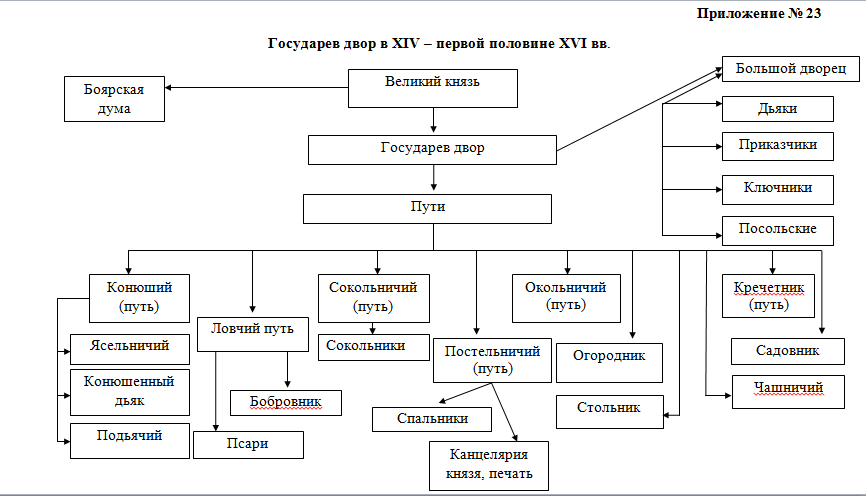 Приложение № 23
Государев двор в XIV – первой половине XVI вв.
Большой дворец
Великий князь
Боярская
дума
Дьяки
Государев двор
Приказчики
Ключники
Пути
Посольские
Конюший
(путь)
Сокольничий
(путь)
Окольничий
(путь)
Кречетник
(путь)
Ловчий путь
Ясельничий
Сокольники
Постельничий
(путь)
Огородник
Садовник
Конюшенный
дьяк
Бобровник
Чашничий
Спальники
Стольник
Подьячий
Псари
Канцелярия
князя, печать